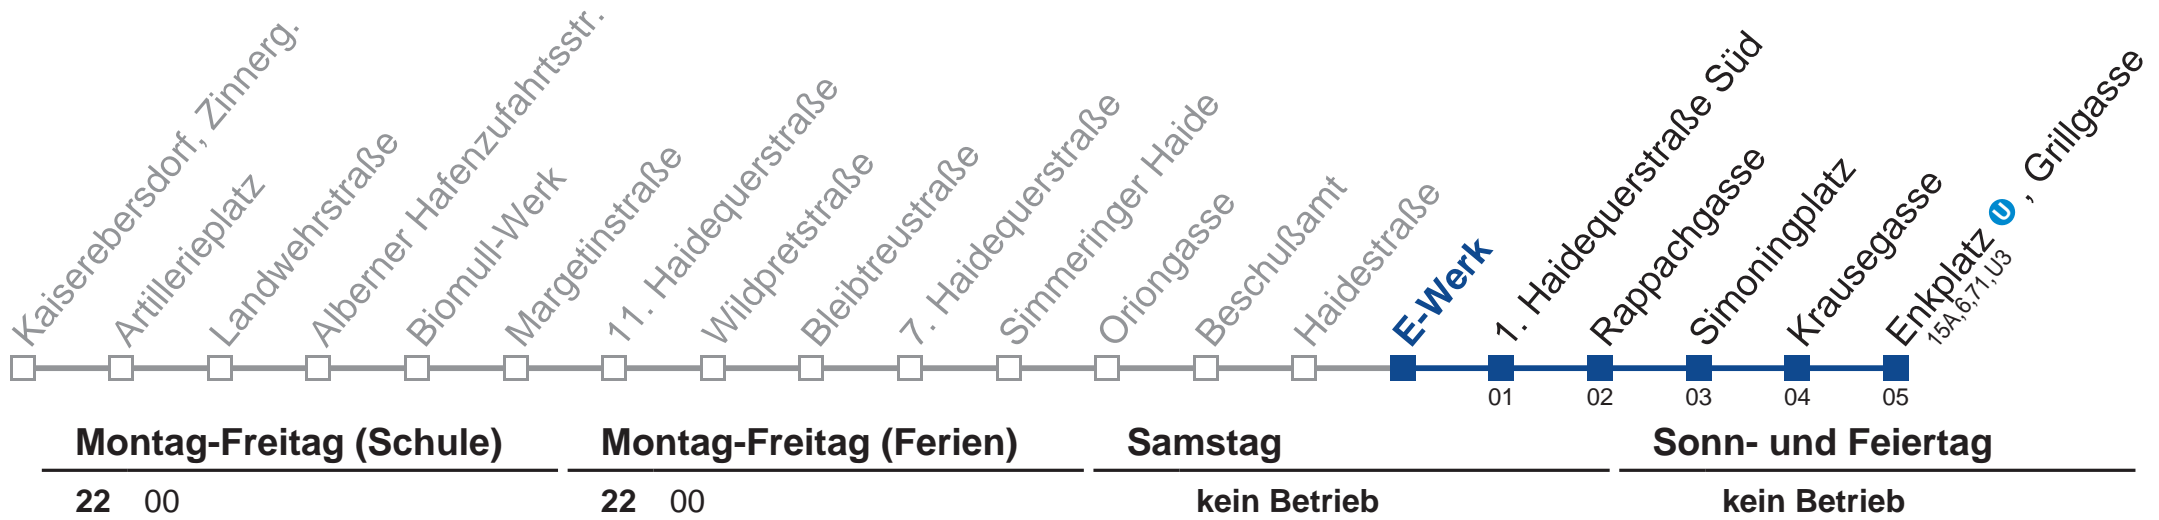 Kaiserebersdorf, Zinnerg.
Artillerieplatz
Landwehrstraße
Alberner Hafenzufahrtsstr.
Biomull-Werk
Margetinstraße
11. Haidequerstraße
Wildpretstraße
Bleibtreustraße
7. Haidequerstraße
Simmeringer Haide
Oriongasse
Beschußamt
Haidestraße
E-Werk
1. Haidequerstraße Süd
Rappachgasse
Simoningplatz
Krausegasse
Enkplatz U , Grillgasse
15A,6,71,U3
01 02 03 04 05
Montag-Freitag (Schule) Montag-Freitag (Ferien) Samstag Sonn- und Feiertag
22 00 22 00 kein Betrieb kein Betrieb